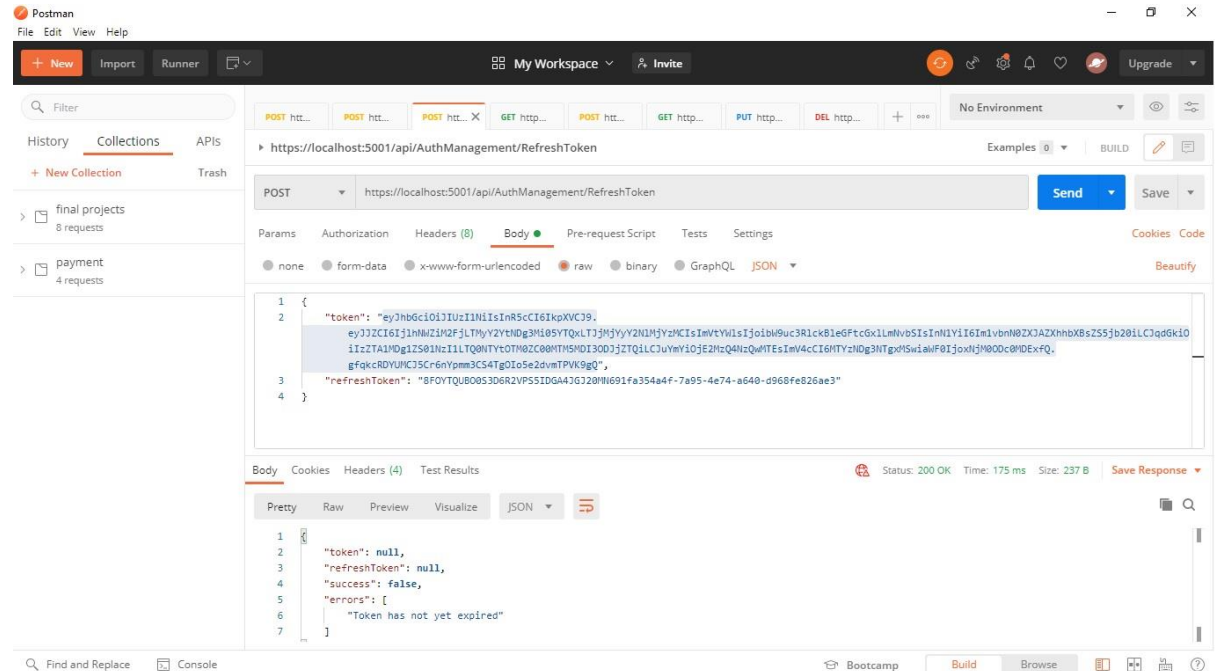 Postman
File Edit View Help
+ New Import Runner My Workspace Invite Upgrade
Filter
History Collections APIs
+ New Collection Trash
final projects
8 requests
payment
4 requests
POST htt... POST htt... POST htt... GET http... POST htt... GET http... PUT http... DEL http... No Environment
https://localhost:5001/api/AuthManagement/RefreshToken Examples 0 BUILD
POST https://localhost:5001/api/AuthManagement/RefreshToken Send Save
Params Authorization Headers (8) Body Pre-request Script Tests Settings Cookies Code
none form-data x-www-form-urlencoded raw binary GraphQL JSON Beautify
1 {
2 "token": "eyJhbGciOiJIUzI1NiIsInR5cCI6IkpXVCJ9.
3 "refreshToken":
4 }
Body Cookies Headers (4) Test Results Status: 200 OK Time: 175 ms Size: 237 B Save Response
Pretty Raw Preview Visualize JSON
1 {
2 "token": null,
3 "refreshToken": null,
4 "success": false,
5 "errors": [
6 "Token has not yet expired"
7 ]
Find and Replace Console Bootcamp Build Browse